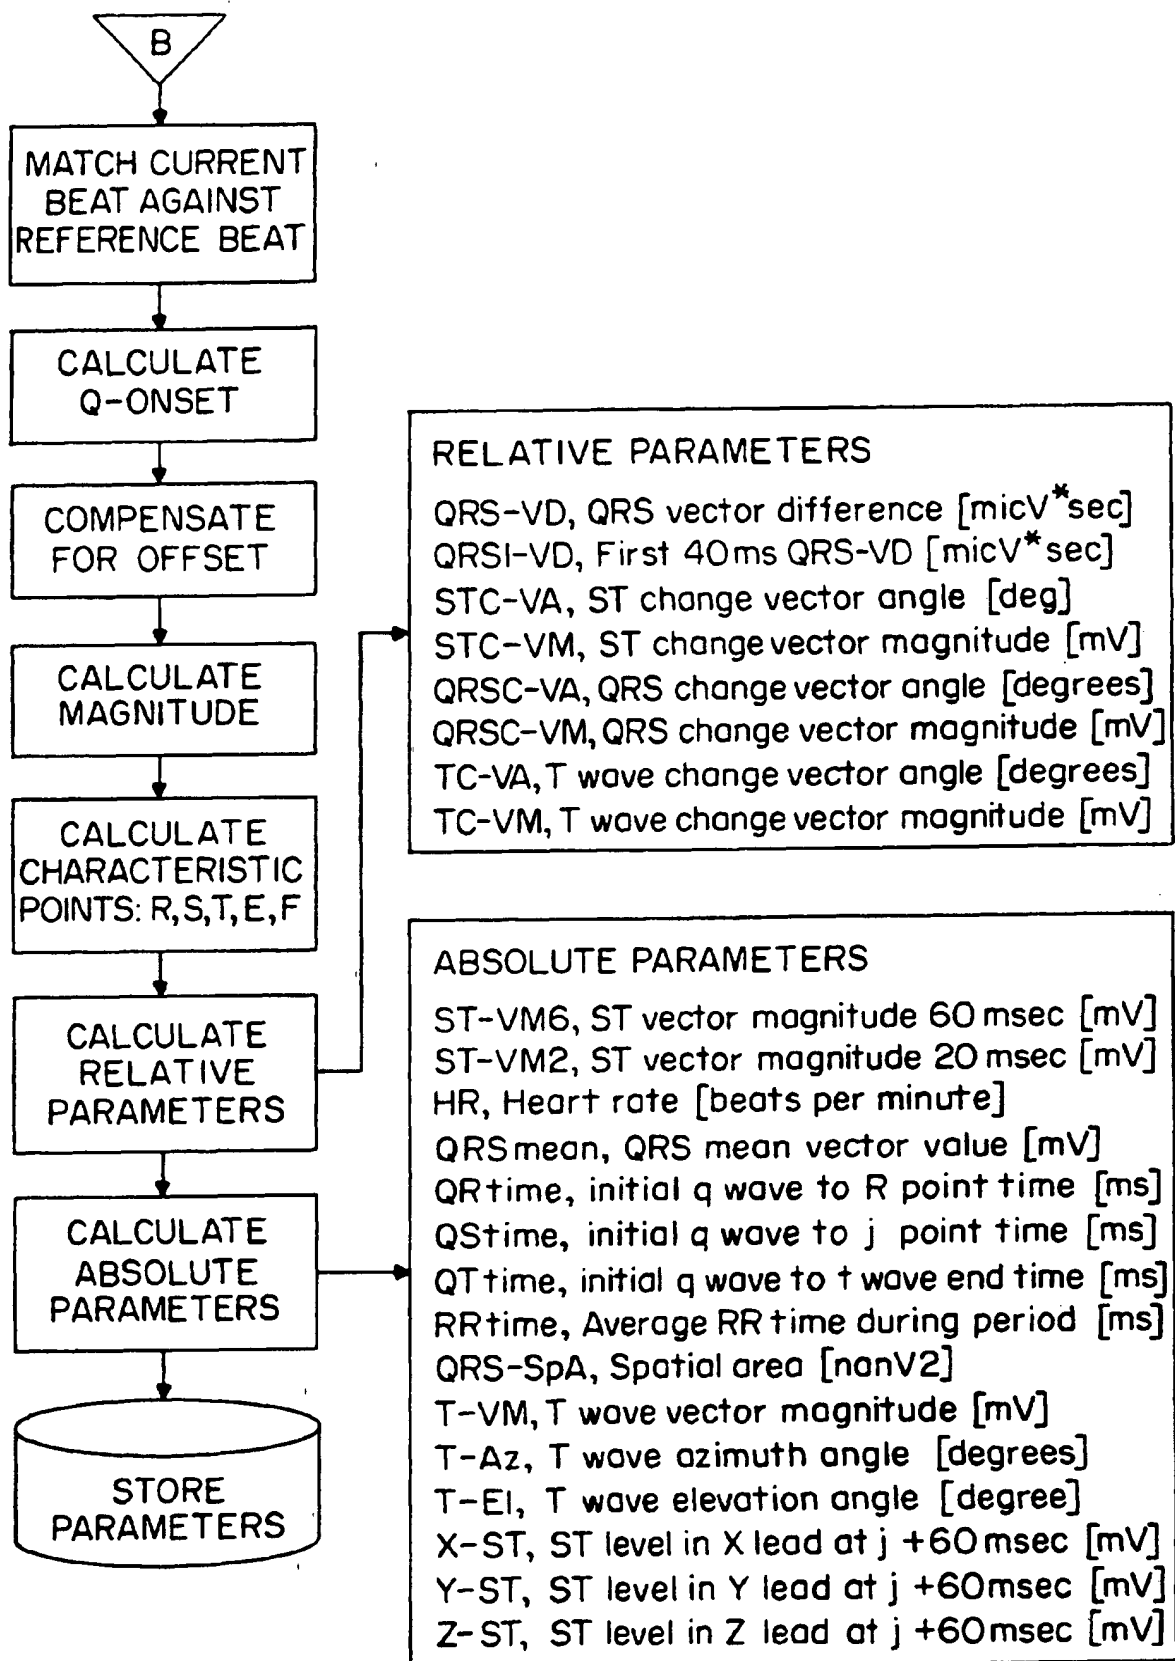 B
MATCH CURRENT
BEAT AGAINST
REFERENCE BEAT
CALCULATE
Q-ONSET
COMPENSATE
FOR OFFSET
CALCULATE
MAGNITUDE
CALCULATE
CHARACTERISTIC
POINTS: R,S,T,E,F
CALCULATE
RELATIVE
PARAMETERS
CALCULATE
ABSOLUTE
PARAMETERS
STORE
PARAMETERS
RELATIVE PARAMETERS
QRS-VD, QRS vector difference [micV*sec]
QRSI-VD, First 40ms QRS-VD [micV*sec]
STC-VA, ST change vector angle [deg]
STC-VM, ST change vector magnitude [mV]
QRSC-VA, QRS change vector angle [degrees]
QRSC-VM, QRS change vector magnitude [mV]
TC-VA, T wave change vector angle [degrees]
TC-VM, T wave change vector magnitude [mV]
ABSOLUTE PARAMETERS
ST-VM6, ST vector magnitude 60 msec [mV]
ST-VM2, ST vector magnitude 20 msec [mV]
HR, Heart rate [beats per minute]
QRSmean, QRS mean vector value [mV]
QRtime, initial q wave to R point time [ms]
QStime, initial q wave to j point time [ms]
QTtime, initial q wave to t wave end time [ms]
RRtime, Average RR time during period [ms]
QRS-SpA, Spatial area [nanV2]
T-VM, T wave vector magnitude [mV]
T-Az, T wave azimuth angle [degrees]
T-El, T wave elevation angle [degree]
X-ST, ST level in X lead at j +60 msec [mV]
Y-ST, ST level in Y lead at j +60msec [mV]
Z-ST, ST level in Z lead at j +60msec [mV]